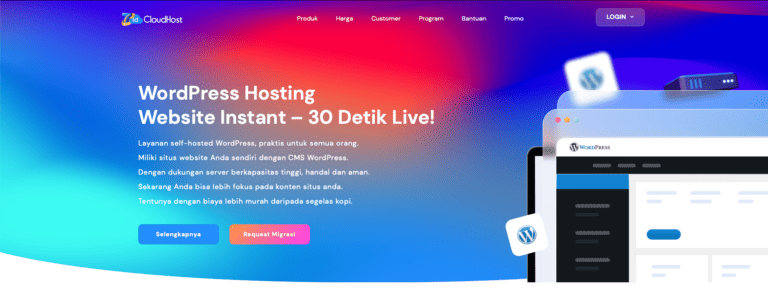 id CloudHost
Produk
Harga
Customer
Program
Bantuan
Promo
LOGIN
WordPress Hosting
Website Instant – 30 Detik Live!
Layanan self-hosted WordPress, praktis untuk semua orang.
Miliki situs website Anda sendiri dengan CMS WordPress.
Dengan dukungan server berkapasitas tinggi, handal dan aman.
Sekarang Anda bisa lebih fokus pada konten situs anda.
Tentunya dengan biaya lebih murah daripada segelas kopi.
Selengkapnya
Request Migrasi
WORDPRESS